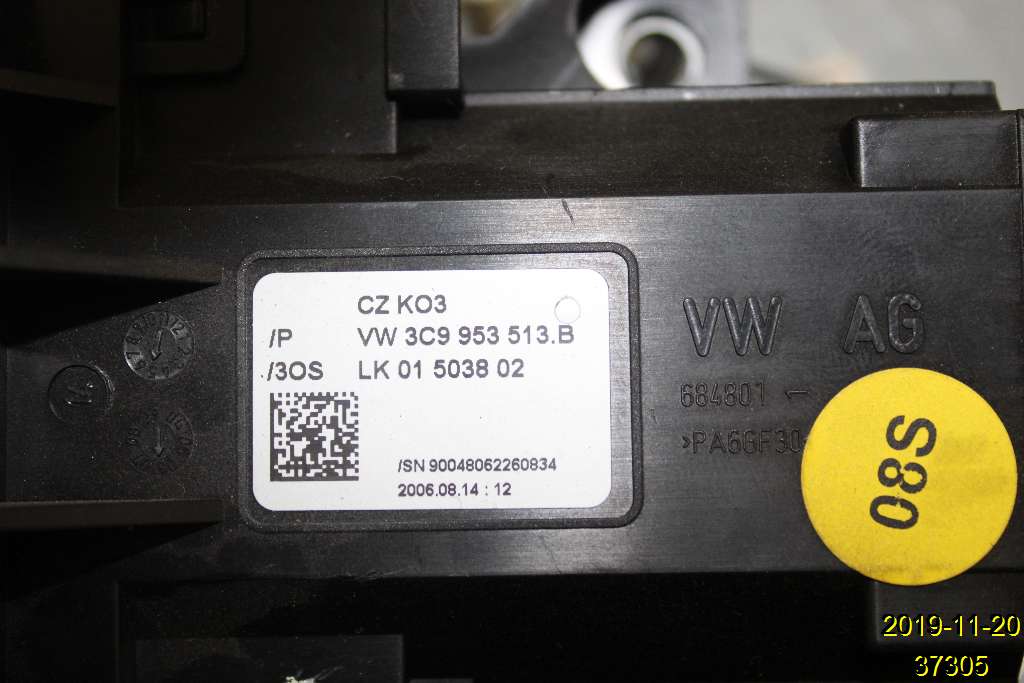 CZ KO3
/P VW 3C9 953 513.B
/3OS LK 01 5038 02
/SN 90048062260834
2006.08.14 : 12
VW AG
684801
>PA6GF30
08S
2019-11-20
37305